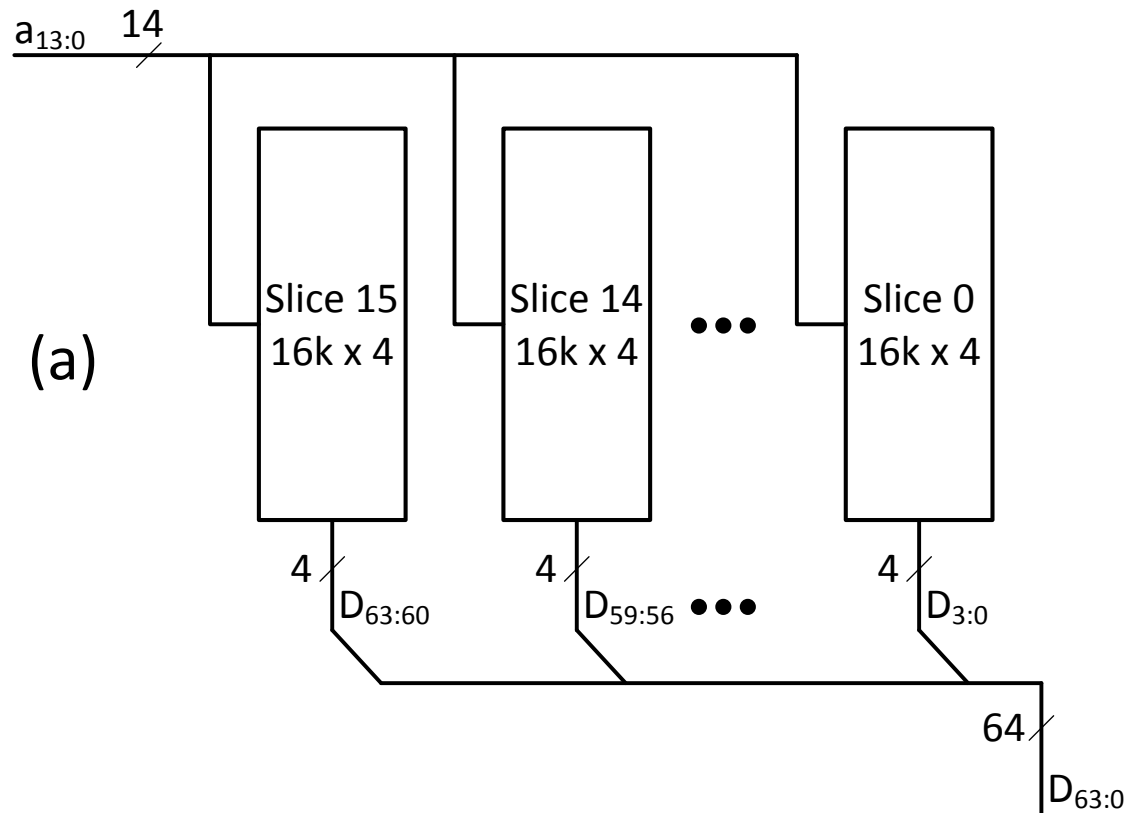 a13:0 14
Slice 15
16k x 4
Slice 14
16k x 4
Slice 0
16k x 4
(a)
4
D63:60
4
D59:56
4
D3:0
64
D63:0